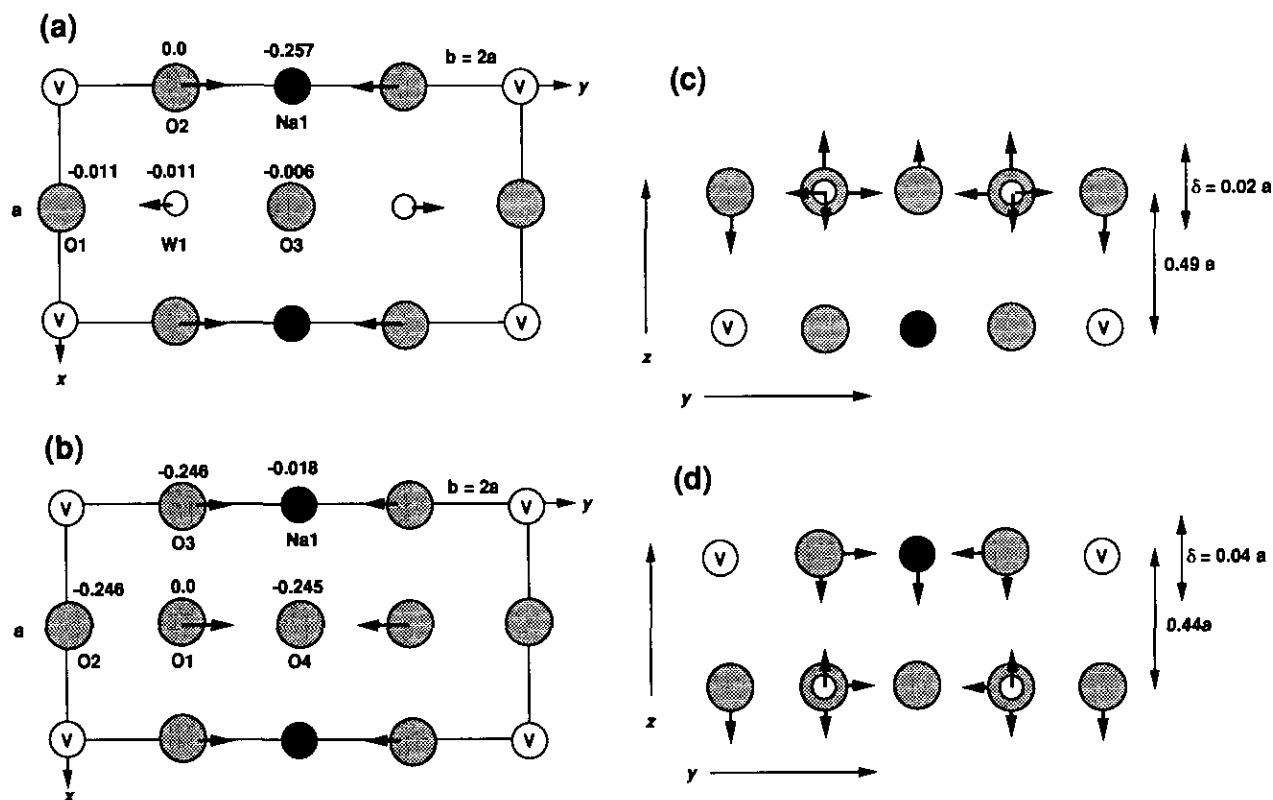 (a)
0.0 -0.257 b = 2a
V V y
O2 Na1
-0.011 -0.011 -0.006
a
O1 W1 O3
V V
x
(b)
-0.246 -0.018 b = 2a
V V y
O3 Na1
-0.246 0.0 -0.245
a
O2 O1 O4
V V
x
(c)
δ = 0.02 a
0.49 a
V V
z
y
(d)
V V
δ = 0.04 a
0.44a
z
y